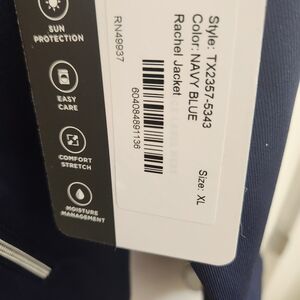 SUN
PROTECTION
EASY
CARE
COMFORT
STRETCH
MOISTURE
MANAGEMENT
RN49937
Style: TX2357-5343
Color: NAVY BLUE
Rachel Jacket
Size: XL
604084891136